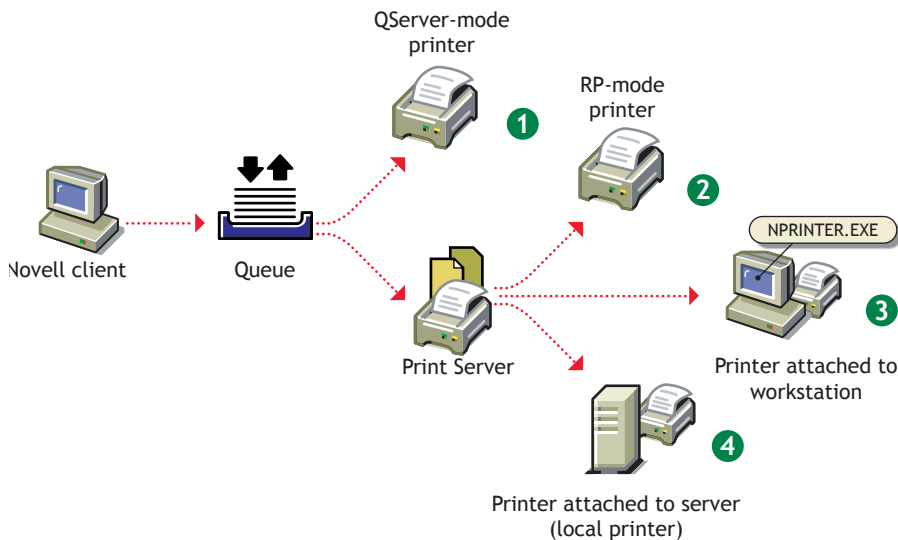 QServer-mode
printer
1
RP-mode
printer
2
NPRINTER.EXE
Novell client
Queue
Print Server
3
Printer attached to
workstation
4
Printer attached to server
(local printer)